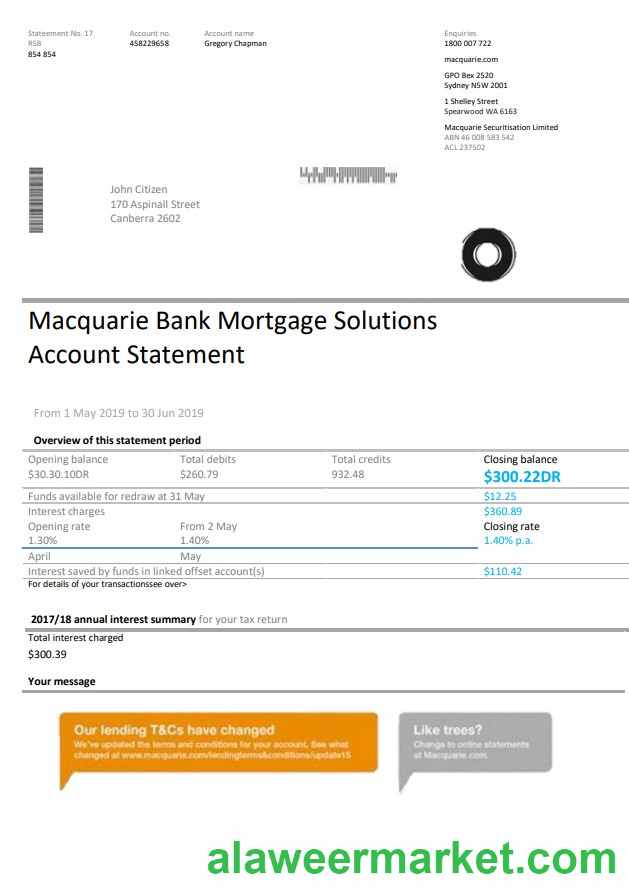 Stateement No. 17
RSB
854 854
Account no.
458229658
Account name
Gregory Chapman
Enquiries
1800 007 722
macquarie.com
GPO Bex 2520
Sydney N5W 2001
1 Shelley Street
Spearwood WA 6163
Macquarie Securitisation Limited
ABN 46 008 583 542
ACL 237502
John Citizen
170 Aspinall Street
Canberra 2602
Macquarie Bank Mortgage Solutions
Account Statement
From 1 May 2019 to 30 Jun 2019
Overview of this statement period
Opening balance Total debits Total credits Closing balance
$30.30.10DR $260.79 932.48 $300.22DR
Funds available for redraw at 31 May $12.25
Interest charges $360.89
Opening rate From 2 May Closing rate
1.30% 1.40% 1.40% p.a.
April May
Interest saved by funds in linked offset account(s) $110.42
For details of your transactionssee over>
2017/18 annual interest summary for your tax return
Total interest charged
$300.39
Your message
Our lending T&Cs have changed
We've updated the terms and conditions for your account. See what
changed at www.macquarie.com/lendingterms&conditions/update15
Like trees?
Change to online statements
at Macquarie.com.
alaweermarket.com